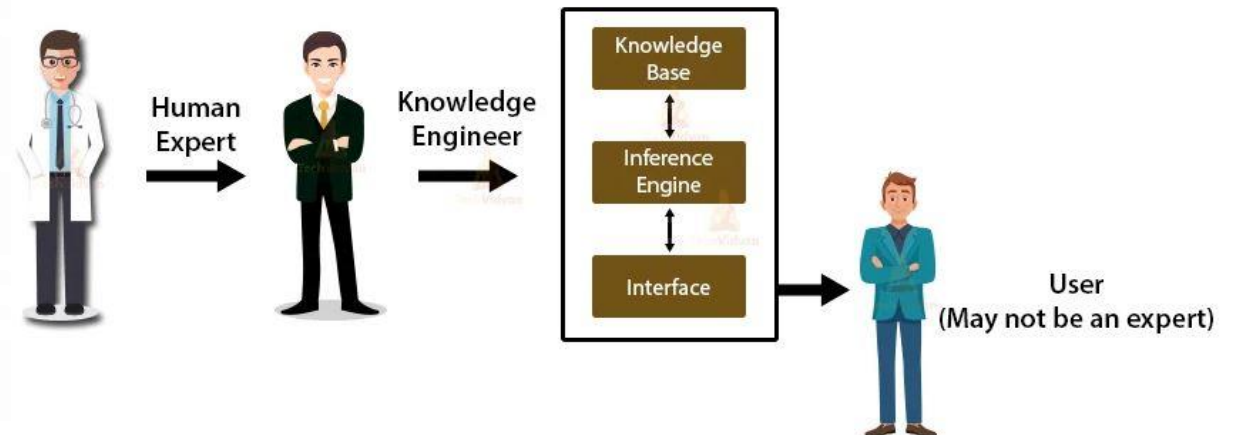 Human
Expert
Knowledge
Engineer
Knowledge
Base
Inference
Engine
Interface
User
(May not be an expert)